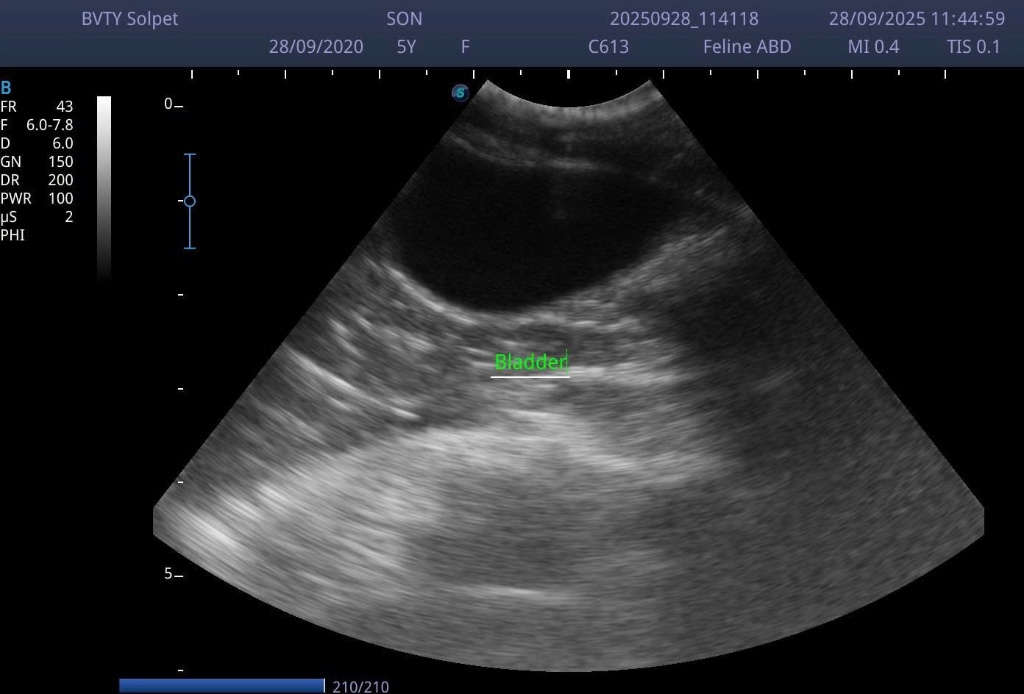 BVTY Solpet SON 20250928_114118 28/09/2025 11:44:59
28/09/2020 5Y F C613 Feline ABD MI 0.4 TIS 0.1
B
FR 43
F 6.0-7.8
D 6.0
GN 150
DR 200
PWR 100
µS 2
PHI
S
0
Bladder
5
210/210